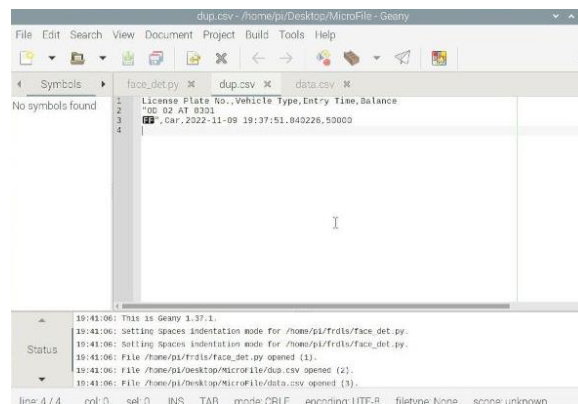 dup.csv - /home/pi/Desktop/MicroFile - Geany
File Edit Search View Document Project Build Tools Help
Symbols
face_det.py
dup.csv
data.csv
No symbols found
1 License Plate No.,Vehicle Type,Entry Time,Balance
2 "OD 02 AT 0301
3 FF",Car,2022-11-09 19:37:51.840226,50000
4
Status
19:41:06: This is Geany 1.37.1.
19:41:06: Setting Spaces indentation mode for /home/pi/frdls/face_det.py.
19:41:06: Setting Spaces indentation mode for /home/pi/frdls/face_det.py.
19:41:06: File /home/pi/frdls/face_det.py opened (1).
19:41:06: File /home/pi/Desktop/MicroFile/dup.csv opened (2).
19:41:06: File /home/pi/Desktop/MicroFile/data.csv opened (3).
line: 4 / 4 col: 0 sel: 0 INS TAB mode: CRLF encoding: UTF-8 filetype: None scope: unknown